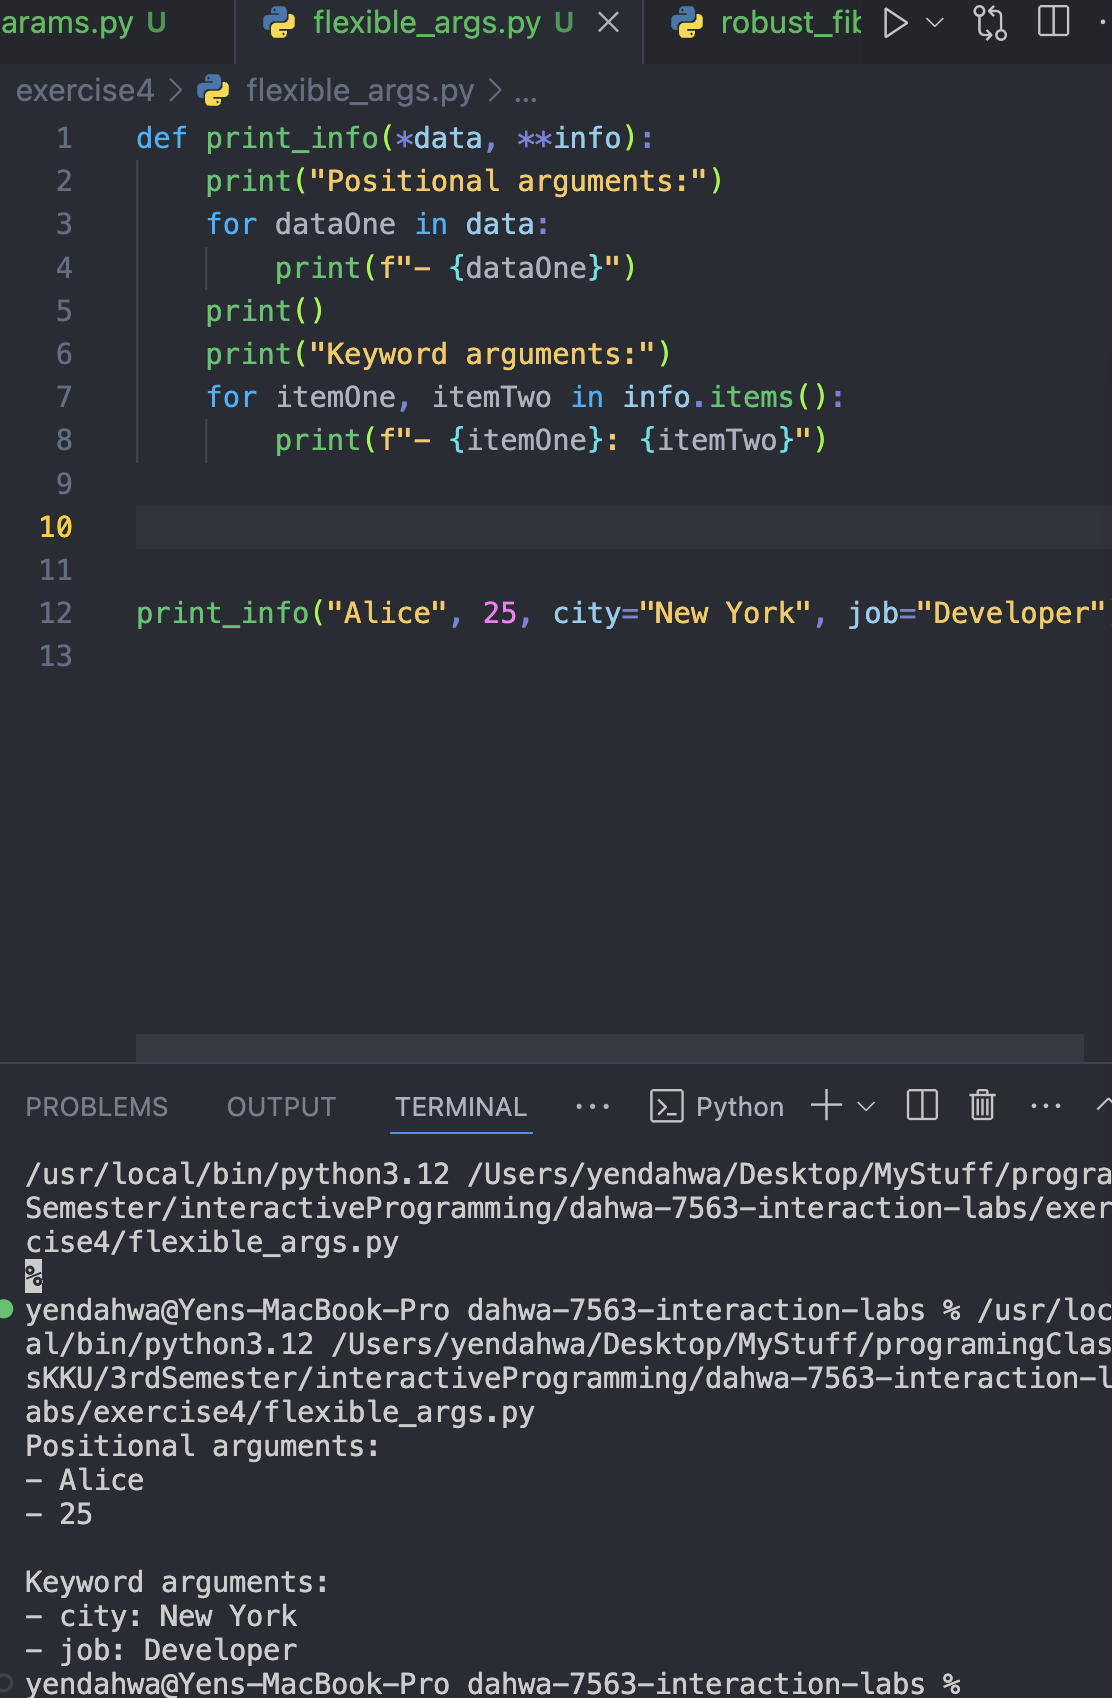 arams.py U flexible_args.py U robust_fib
exercise4 > flexible_args.py > ...
1 def print_info(*data, **info):
2     print("Positional arguments:")
3     for dataOne in data:
4         print(f"- {dataOne}")
5     print()
6     print("Keyword arguments:")
7     for itemOne, itemTwo in info.items():
8         print(f"- {itemOne}: {itemTwo}")
9
10
11
12 print_info("Alice", 25, city="New York", job="Developer"
13
PROBLEMS OUTPUT TERMINAL ... Python
/usr/local/bin/python3.12 /Users/yendahwa/Desktop/MyStuff/progra
Semester/interactiveProgramming/dahwa-7563-interaction-labs/exer
cise4/flexible_args.py
%
yendahwa@Yens-MacBook-Pro dahwa-7563-interaction-labs % /usr/loc
al/bin/python3.12 /Users/yendahwa/Desktop/MyStuff/programingClas
sKKU/3rdSemester/interactiveProgramming/dahwa-7563-interaction-l
abs/exercise4/flexible_args.py
Positional arguments:
- Alice
- 25

Keyword arguments:
- city: New York
- job: Developer
yendahwa@Yens-MacBook-Pro dahwa-7563-interaction-labs %